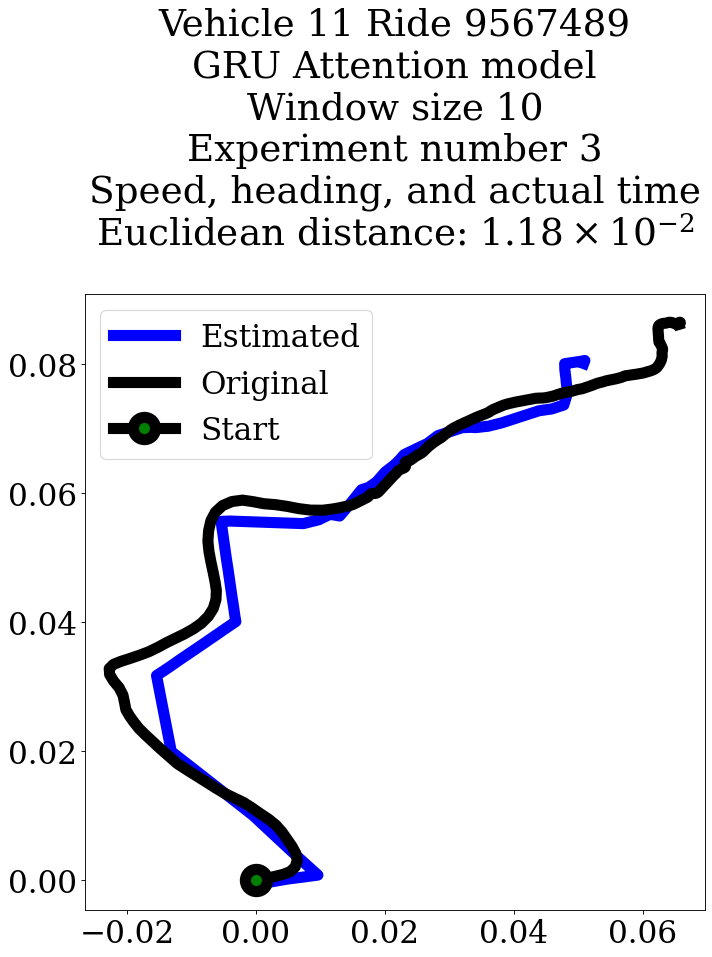 Vehicle 11 Ride 9567489
GRU Attention model
Window size 10
Experiment number 3
Speed, heading, and actual time
Euclidean distance: 1.18 × 10⁻²
Estimated
Original
Start
0.08
0.06
0.04
0.02
0.00
−0.02 0.00 0.02 0.04 0.06